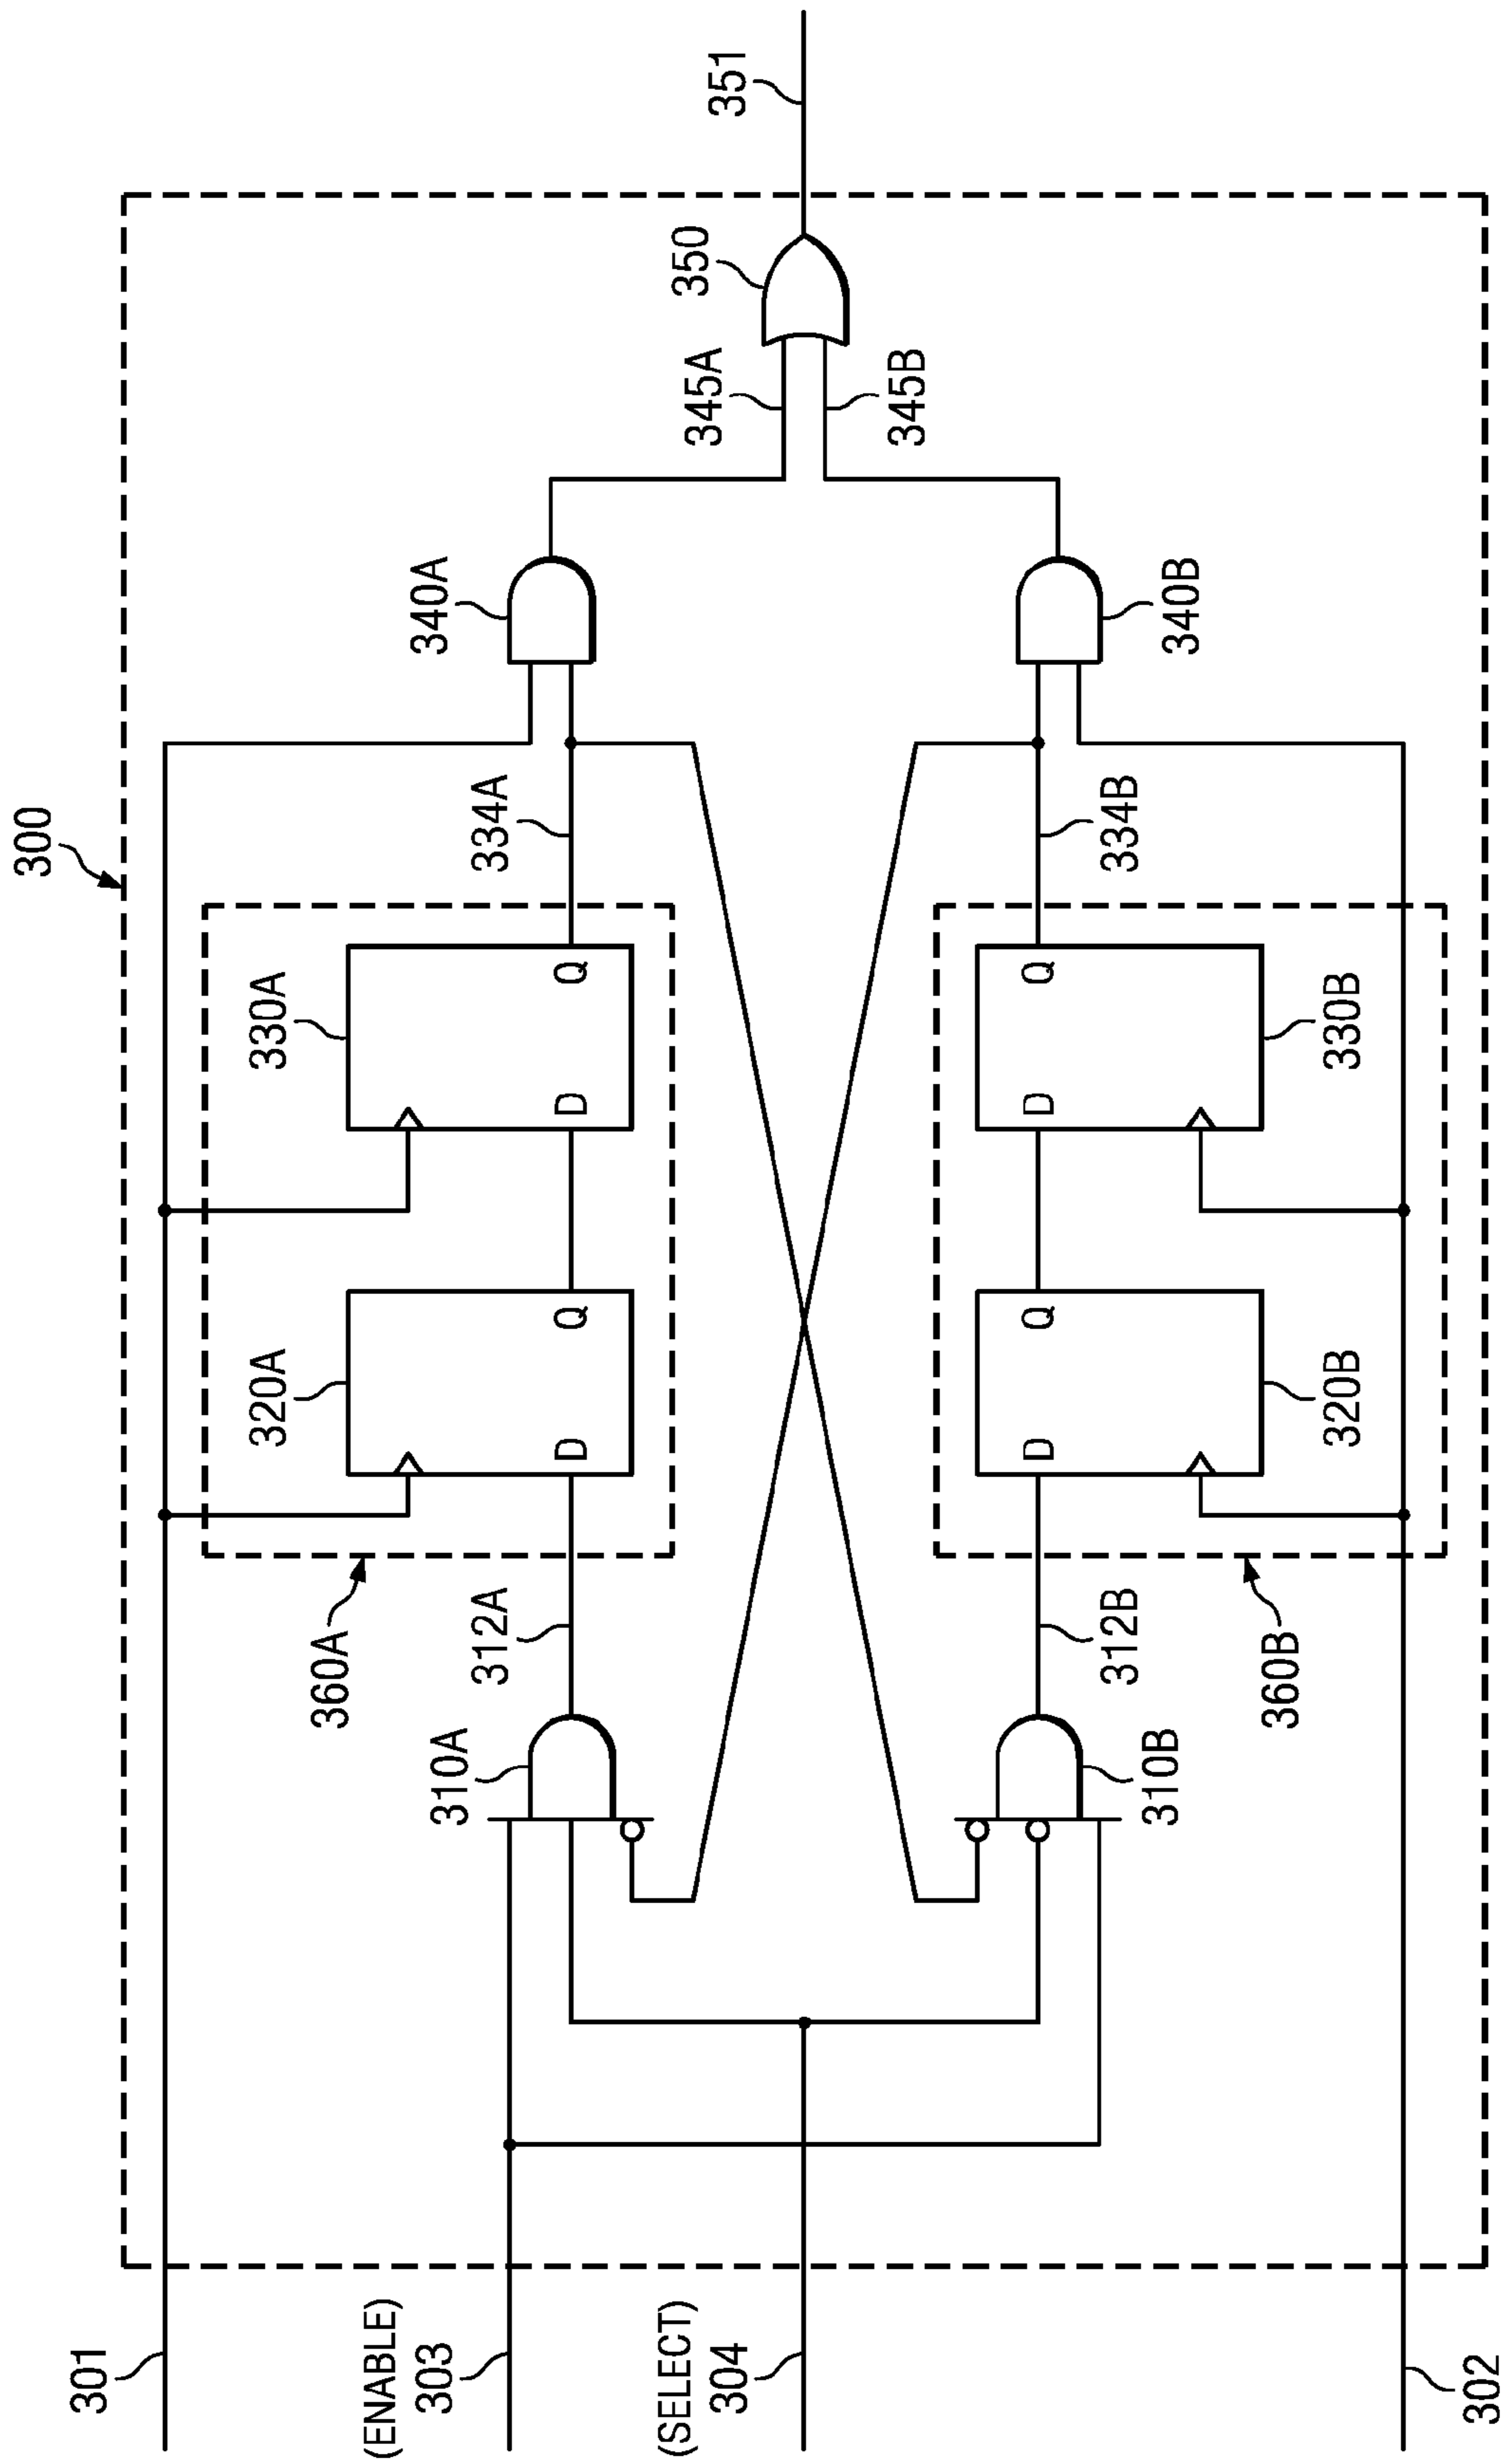 300
301
(ENABLE)
303
(SELECT)
304
302
310A
312A
310B
312B
360A
320A
D
Q
330A
D
Q
334A
360B
320B
D
Q
330B
D
Q
334B
340A
340B
345A
345B
350
351